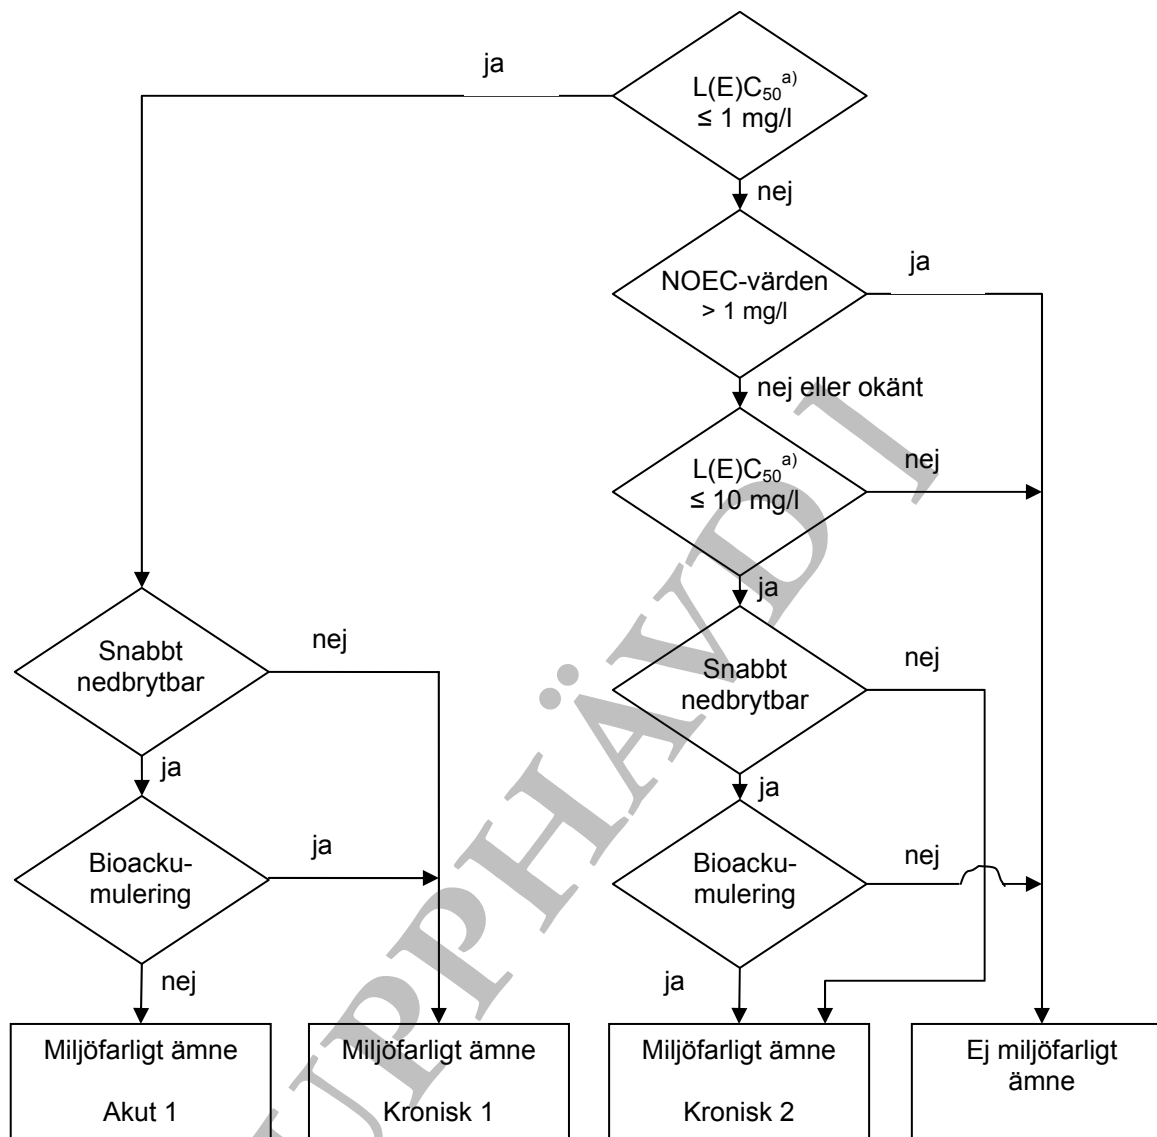 ja
L(E)C₅₀ᵃ⁾
≤ 1 mg/l
nej
NOEC-värden
> 1 mg/l
ja
nej eller okänt
L(E)C₅₀ᵃ⁾
≤ 10 mg/l
nej
ja
Snabbt
nedbrytbar
nej
Snabbt
nedbrytbar
nej
ja
ja
Bioacku-
mulering
ja
Bioacku-
mulering
nej
nej
ja
Miljöfarligt ämne
Akut 1
Miljöfarligt ämne
Kronisk 1
Miljöfarligt ämne
Kronisk 2
Ej miljöfarligt
ämne
UPPHÄVD I